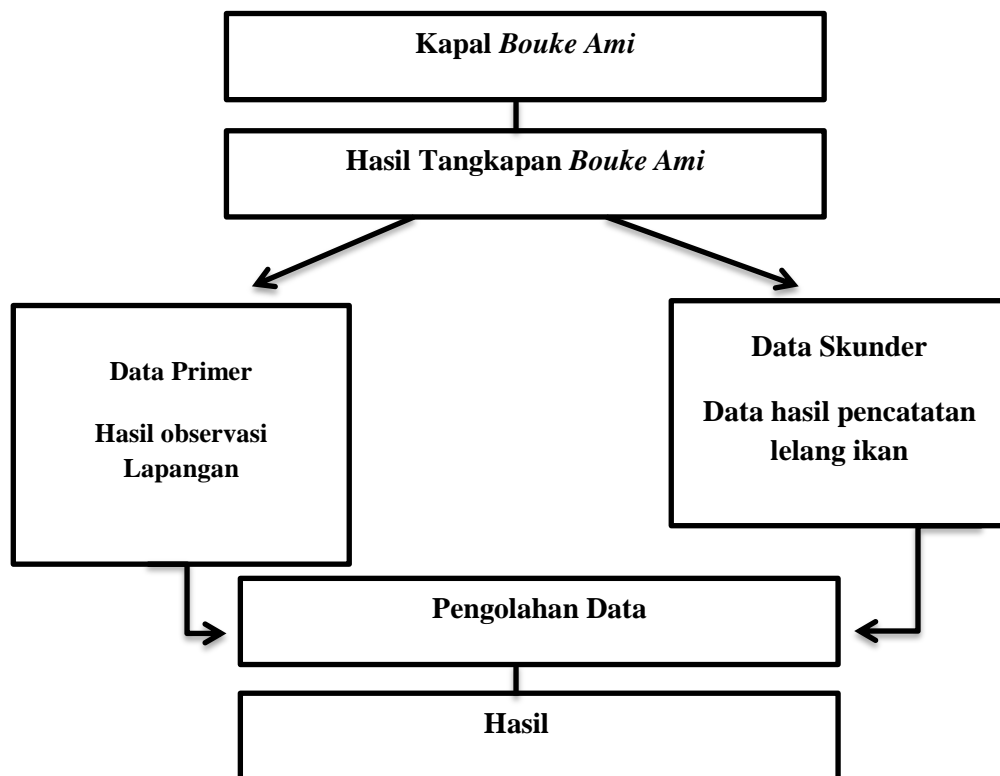 Kapal Bouke Ami
Hasil Tangkapan Bouke Ami
Data Primer
Hasil observasi
Lapangan
Data Skunder
Data hasil pencatatan
lelang ikan
Pengolahan Data
Hasil